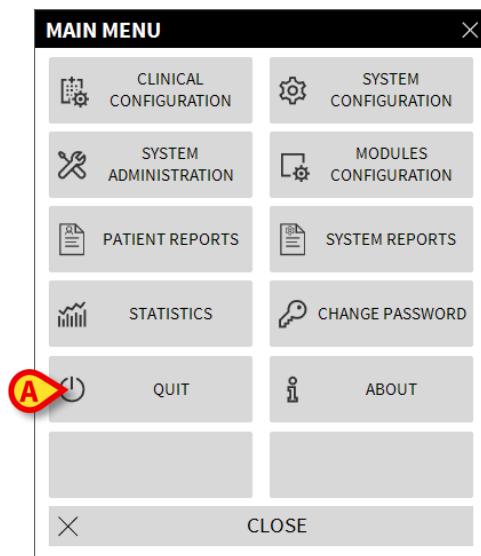 MAIN MENU
CLINICAL
CONFIGURATION
SYSTEM
CONFIGURATION
SYSTEM
ADMINISTRATION
MODULES
CONFIGURATION
PATIENT REPORTS
SYSTEM REPORTS
STATISTICS
CHANGE PASSWORD
A
QUIT
ABOUT
CLOSE